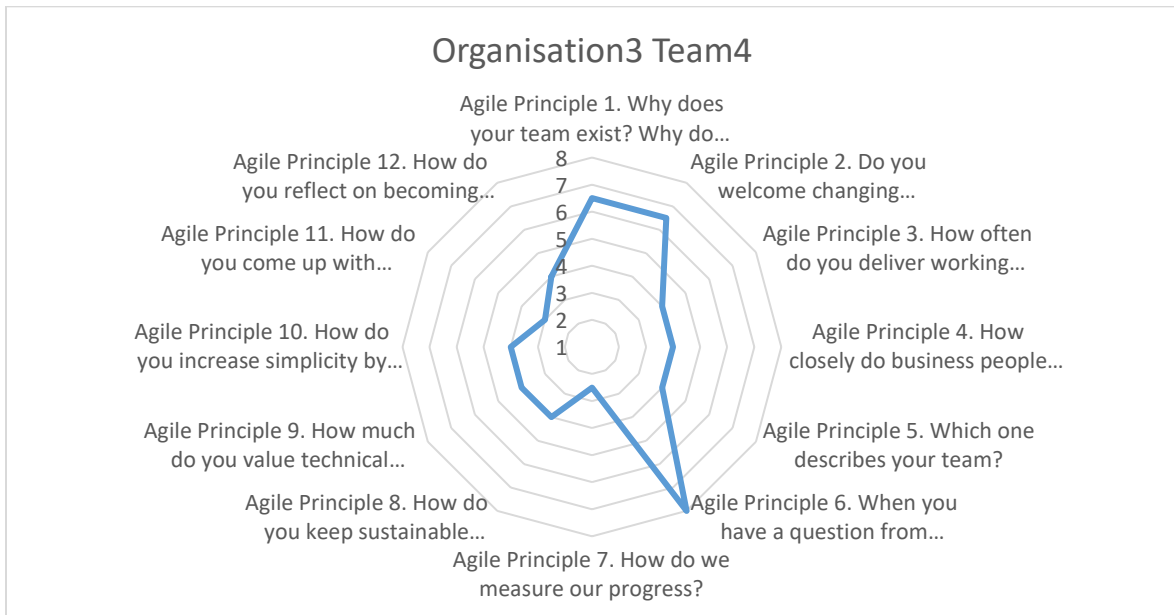 Organisation3 Team4
Agile Principle 1. Why does
your team exist? Why do...
Agile Principle 2. Do you
welcome changing...
Agile Principle 3. How often
do you deliver working...
Agile Principle 4. How
closely do business people...
Agile Principle 5. Which one
describes your team?
Agile Principle 6. When you
have a question from...
Agile Principle 7. How do we
measure our progress?
Agile Principle 8. How do
you keep sustainable...
Agile Principle 9. How much
do you value technical...
Agile Principle 10. How do
you increase simplicity by...
Agile Principle 11. How do
you come up with...
Agile Principle 12. How do
you reflect on becoming...
8
7
6
5
4
3
2
1